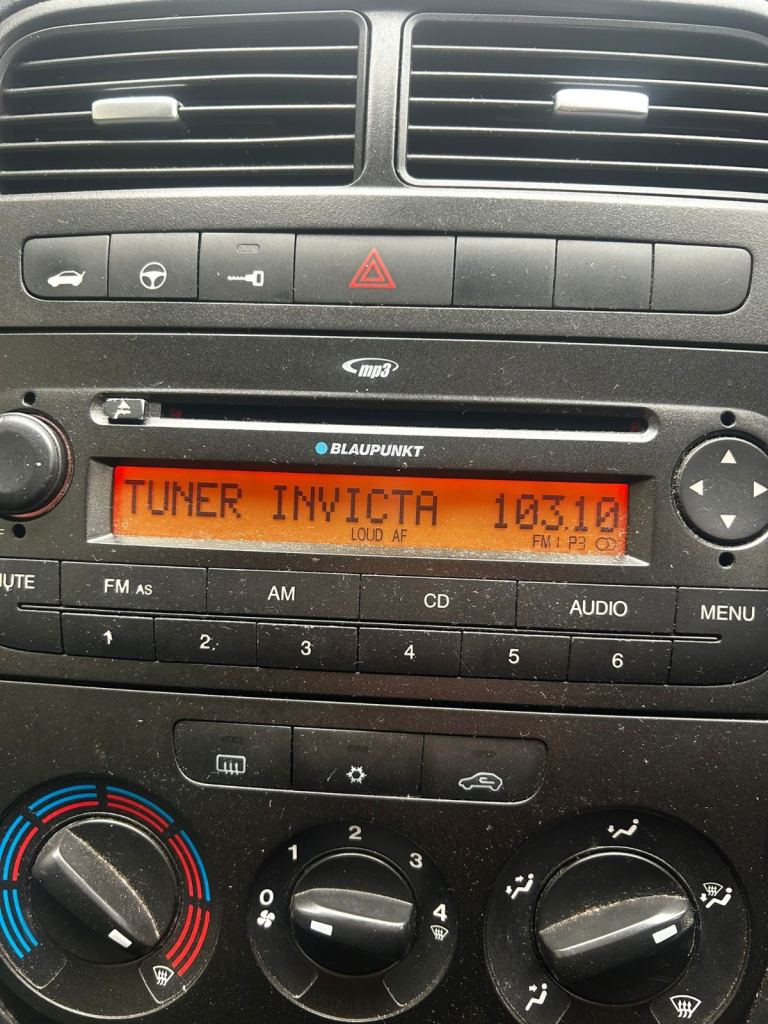 mp3
BLAUPUNKT
TUNER INVICTA 103.10
LOUD AF FM1 P3
FM AS AM CD AUDIO MENU
1 2 3 4 5 6
0 1 2 3 4